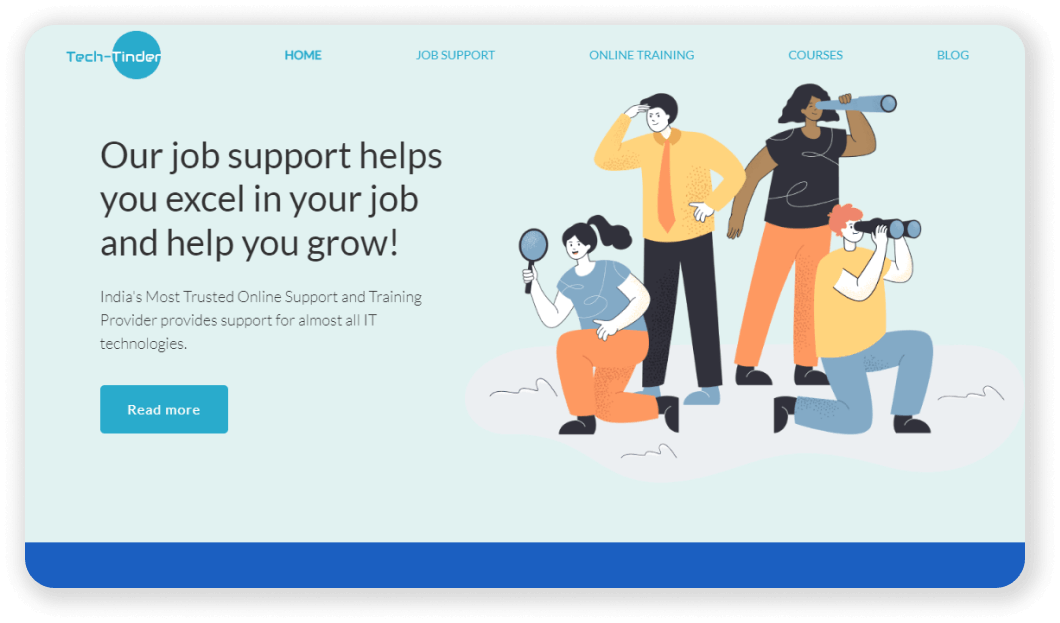 Tech-Tinder
HOME
JOB SUPPORT
ONLINE TRAINING
COURSES
BLOG
Our job support helps
you excel in your job
and help you grow!
India's Most Trusted Online Support and Training
Provider provides support for almost all IT
technologies.
Read more